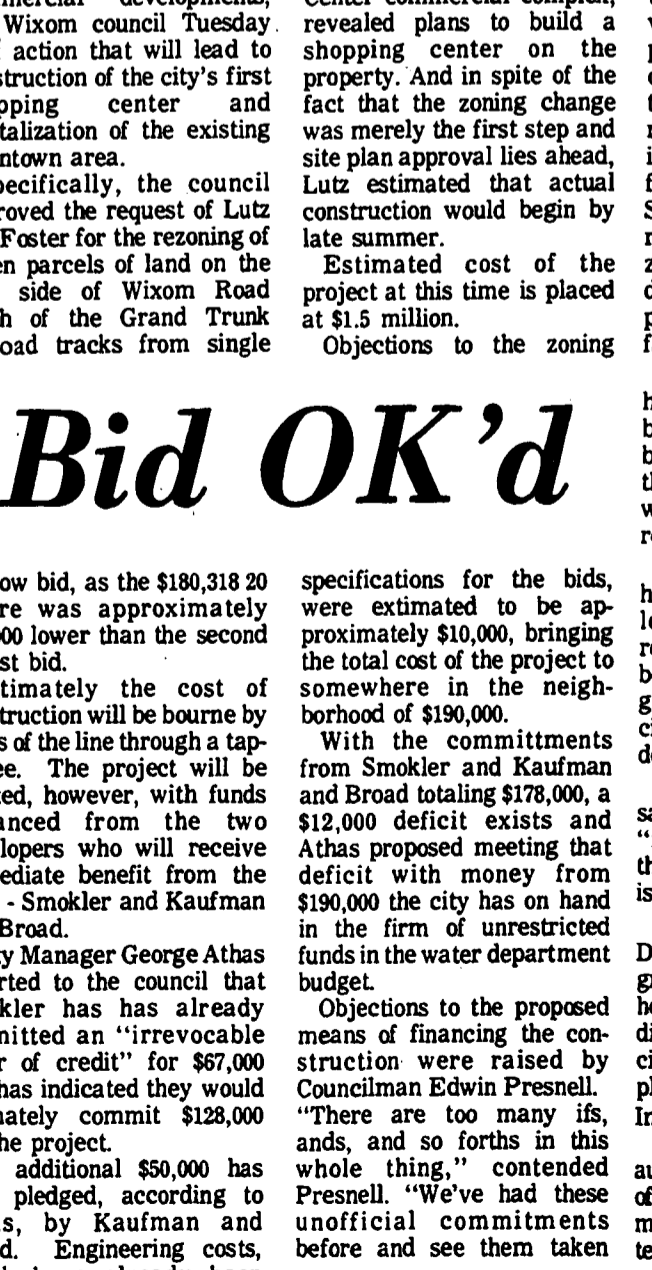 developments,
Wixom council Tuesday
action that will lead to
of the city's first
center and
of the existing
area.
the council
the request of Lutz
Foster for the rezoning of
parcels of land on the
side of Wixom Road
of the Grand Trunk
tracks from single
revealed plans to build a
shopping center on the
property. And in spite of the
fact that the zoning change
was merely the first step and
site plan approval lies ahead,
Lutz estimated that actual
construction would begin by
late summer.
Estimated cost of the
project at this time is placed
at $1.5 million.
Objections to the zoning
Bid OK'd
ow bid, as the $180,318 20
re was approximately
00 lower than the second
st bid.
timately the cost of
truction will be bourne by
s of the line through a tap-
ee. The project will be
ted, however, with funds
anced from the two
lopers who will receive
ediate benefit from the
- Smokler and Kaufman
Broad.
y Manager George Athas
rted to the council that
kler has has already
mitted an "irrevocable
r of credit" for $67,000
has indicated they would
mately commit $128,000
he project.
additional $50,000 has
pledged, according to
s, by Kaufman and
d. Engineering costs,
specifications for the bids,
were extimated to be ap-
proximately $10,000, bringing
the total cost of the project to
somewhere in the neigh-
borhood of $190,000.
With the committments
from Smokler and Kaufman
and Broad totaling $178,000, a
$12,000 deficit exists and
Athas proposed meeting that
deficit with money from
$190,000 the city has on hand
in the firm of unrestricted
funds in the water department
budget.
Objections to the proposed
means of financing the con-
struction were raised by
Councilman Edwin Presnell.
"There are too many ifs,
ands, and so forths in this
whole thing," contended
Presnell. "We've had these
unofficial commitments
before and see them taken